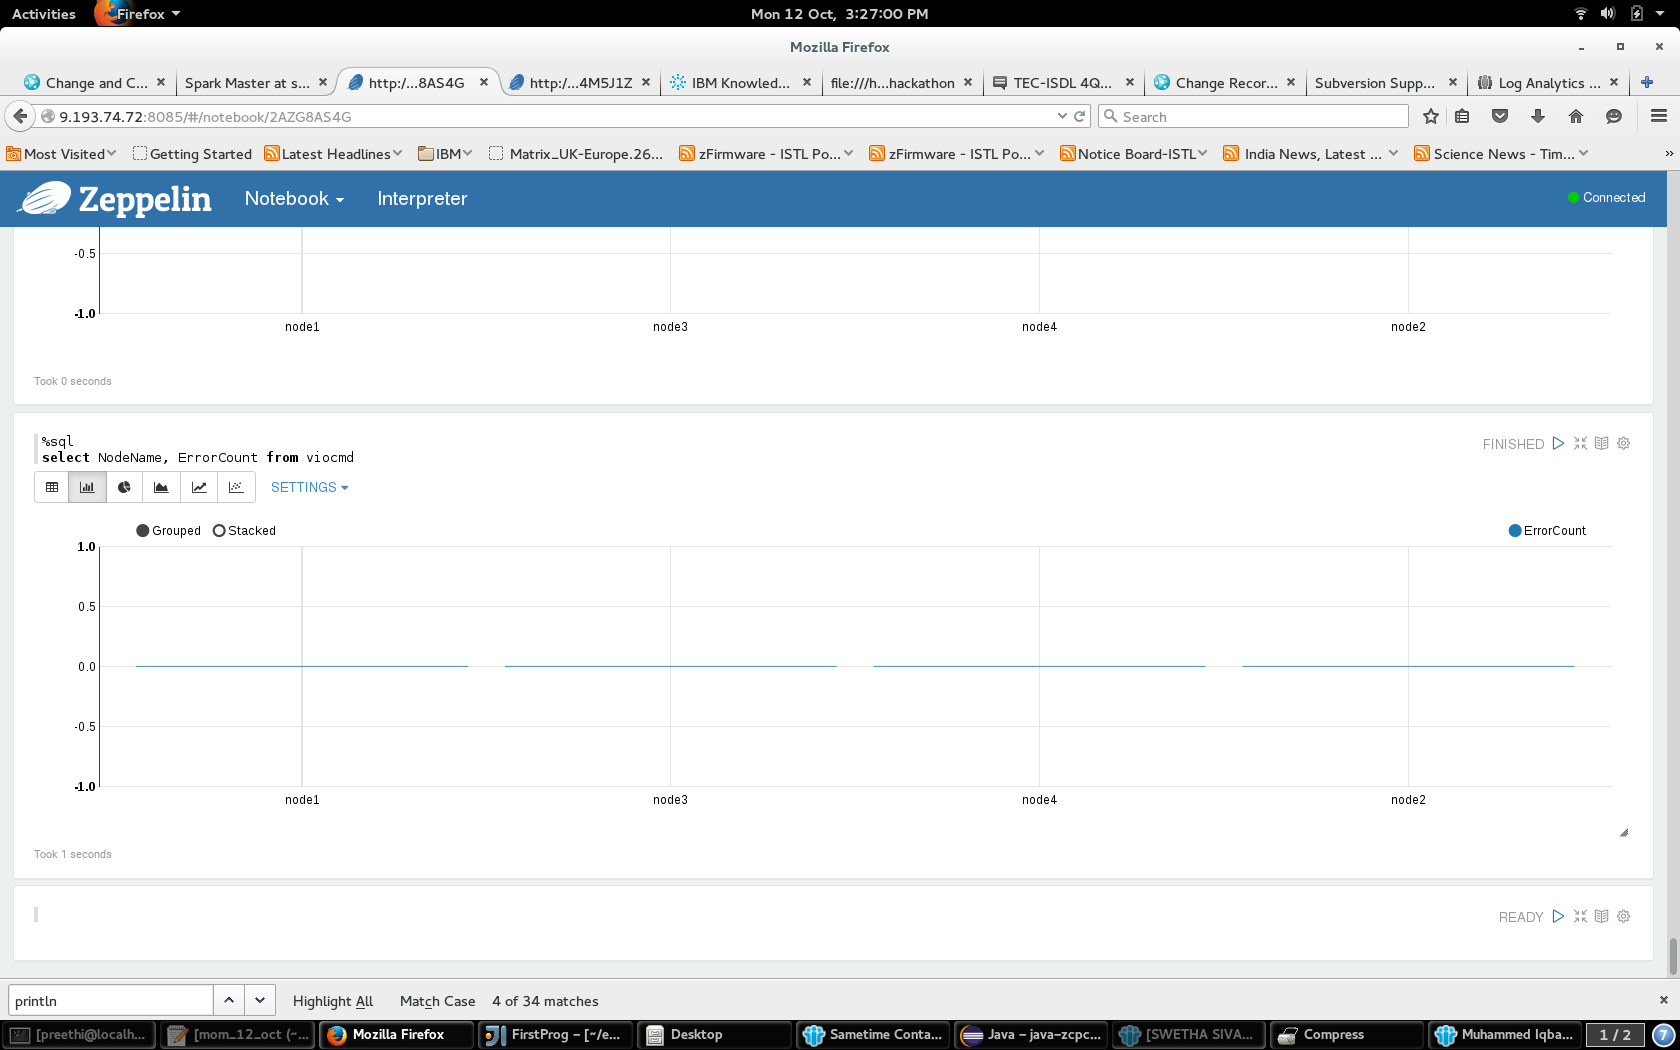 Activities Firefox Mon 12 Oct, 3:27:00 PM
Mozilla Firefox
Change and C... Spark Master at s... http:/...8AS4G http:/...4M5J1Z IBM Knowled... file:///h...hackathon TEC-ISDL 4Q... Change Recor... Subversion Supp... Log Analytics ...
9.193.74.72:8085/#/notebook/2AZG8AS4G Search
Most Visited Getting Started Latest Headlines IBM Matrix_UK-Europe.26... zFirmware - ISTL Po... zFirmware - ISTL Po... Notice Board-ISTL India News, Latest ... Science News - Tim... »
Zeppelin Notebook Interpreter Connected
-0.5
-1.0
node1 node3 node4 node2
Took 0 seconds
%sql
select NodeName, ErrorCount from viocmd
FINISHED
SETTINGS
Grouped Stacked ErrorCount
1.0
0.5
0.0
-0.5
-1.0
node1 node3 node4 node2
Took 1 seconds
READY
println Highlight All Match Case 4 of 34 matches
[preethi@localh... [mom_12_oct (~... Mozilla Firefox FirstProg – [~/e... Desktop Sametime Conta... Java – java-zcpc... [SWETHA SIVA... Compress Muhammed Iqba... 1 / 2 7